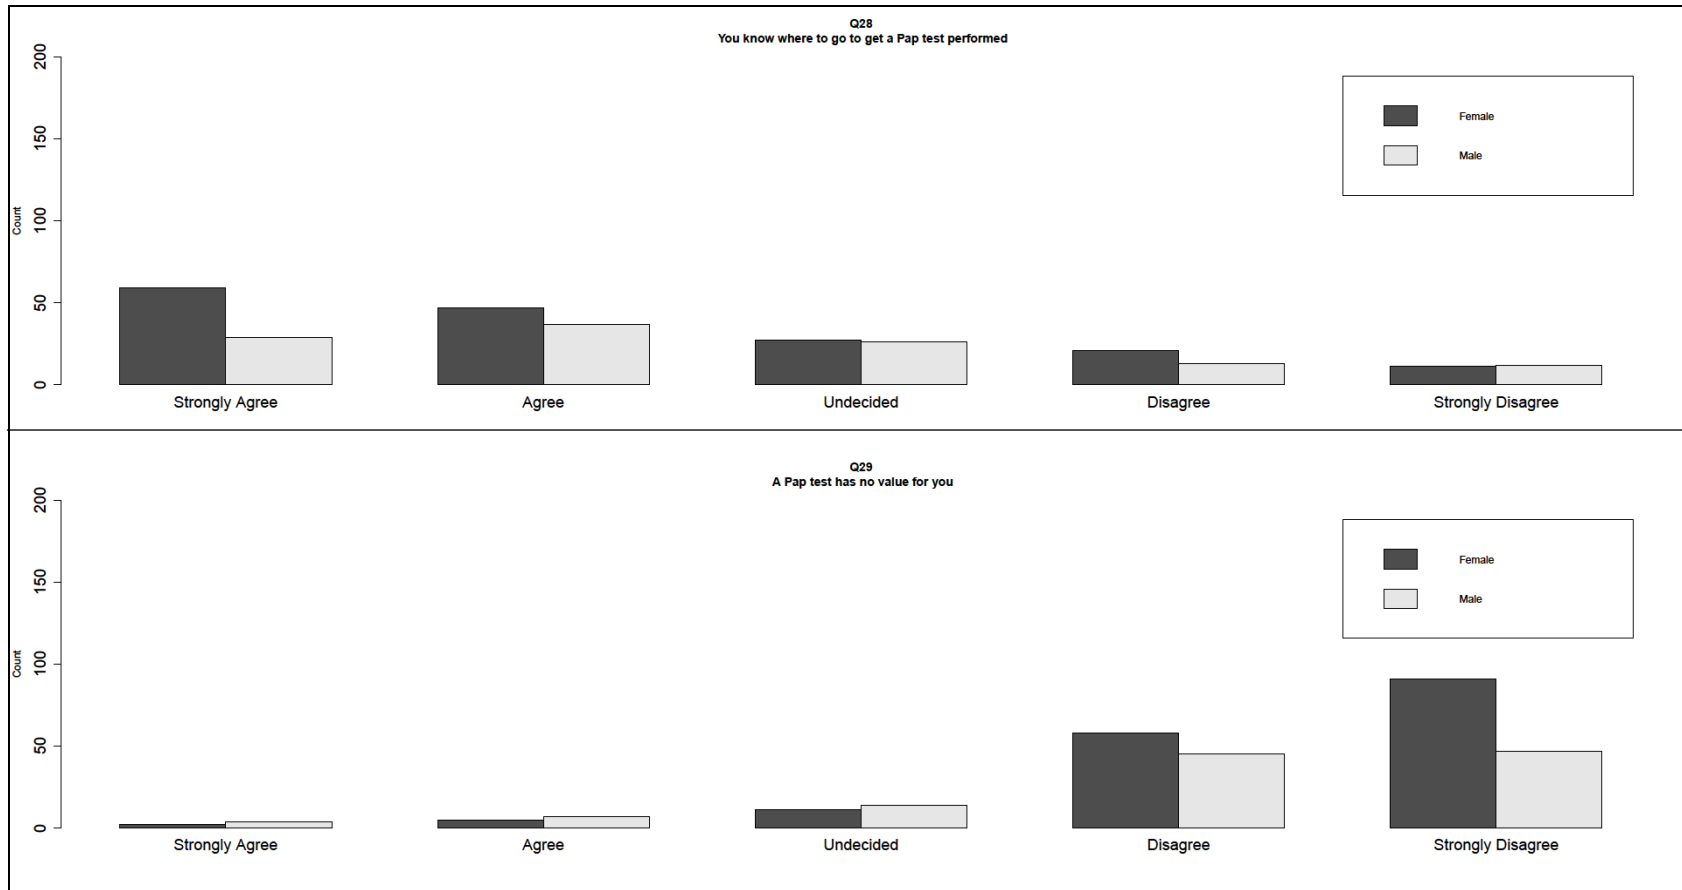 Q28
You know where to go to get a Pap test performed
200
150
100
50
0
Count
Female
Male
Strongly Agree
Agree
Undecided
Disagree
Strongly Disagree
Q29
A Pap test has no value for you
200
150
100
50
0
Count
Female
Male
Strongly Agree
Agree
Undecided
Disagree
Strongly Disagree